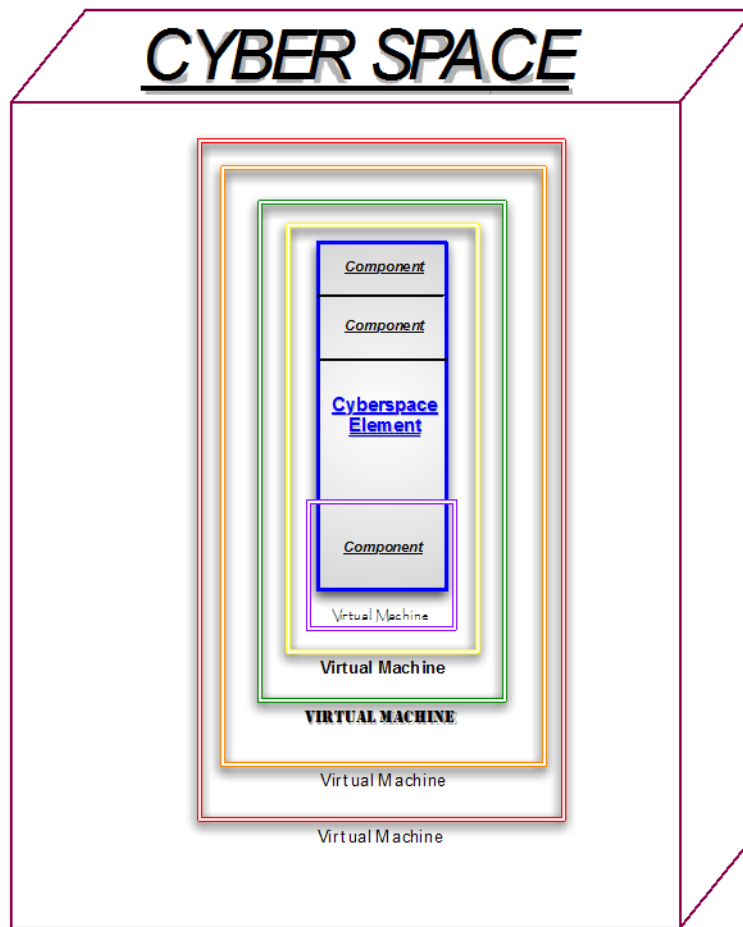 CYBER SPACE
Component
Component
Cyberspace
Element
Component
Virtual Machine
Virtual Machine
VIRTUAL MACHINE
Virtual Machine
Virtual Machine